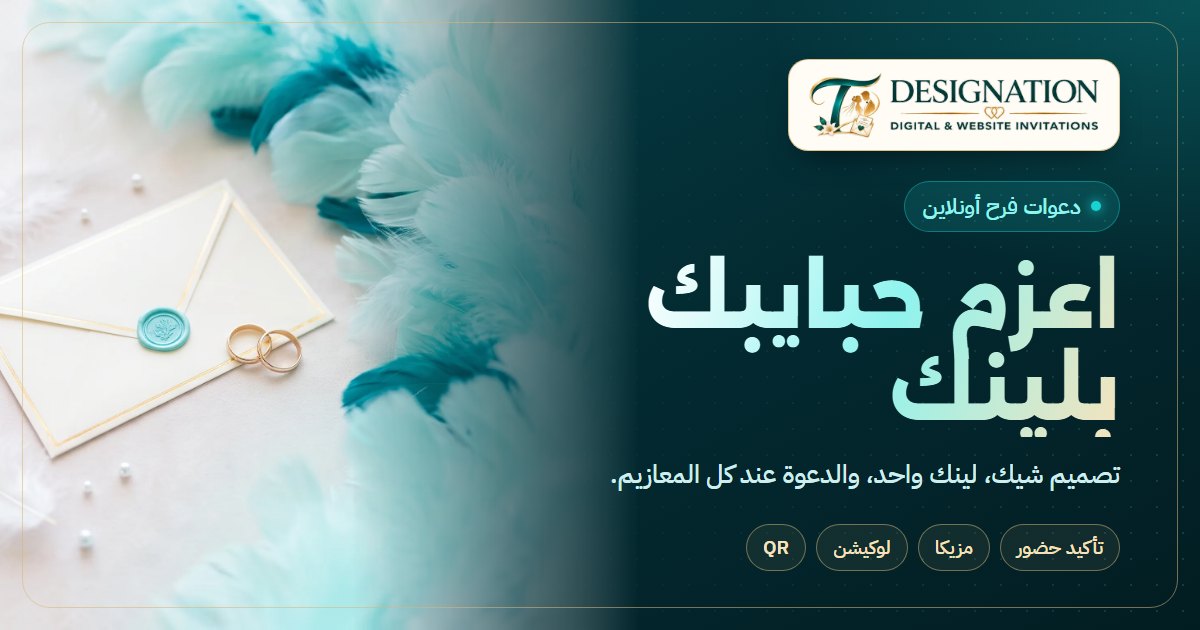 T DESIGNATION
DIGITAL & WEBSITE INVITATIONS
دعوات فرح أونلاين
اعزم حبايبك
بلينك
تصميم شيك، لينك واحد، والدعوة عند كل المعازيم.
تأكيد حضور
مزيكا
لوكيشن
QR